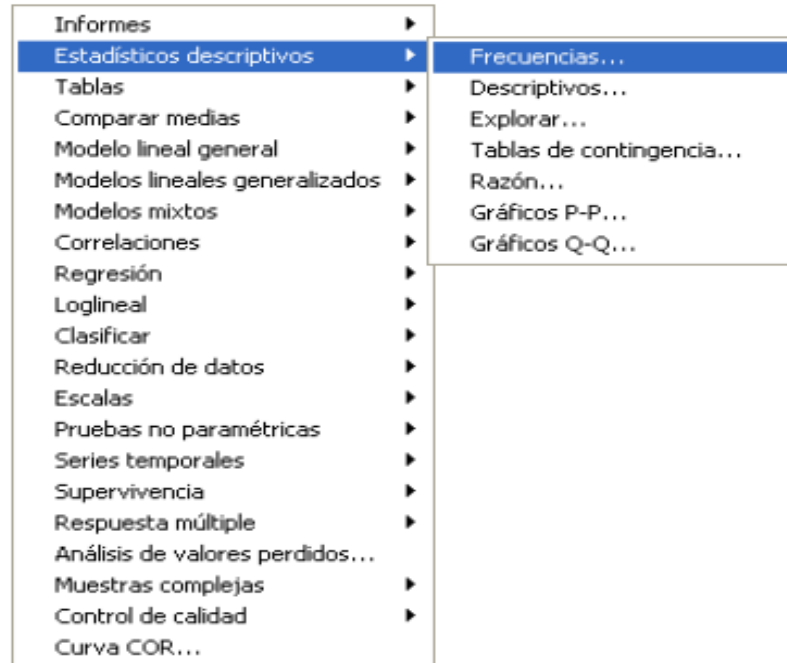 Informes
Estadísticos descriptivos
Tablas
Comparar medias
Modelo lineal general
Modelos lineales generalizados
Modelos mixtos
Correlaciones
Regresión
Loglineal
Clasificar
Reducción de datos
Escalas
Pruebas no paramétricas
Series temporales
Supervivencia
Respuesta múltiple
Análisis de valores perdidos...
Muestras complejas
Control de calidad
Curva COR...
Frecuencias...
Descriptivos...
Explorar...
Tablas de contingencia...
Razón...
Gráficos P-P...
Gráficos Q-Q...